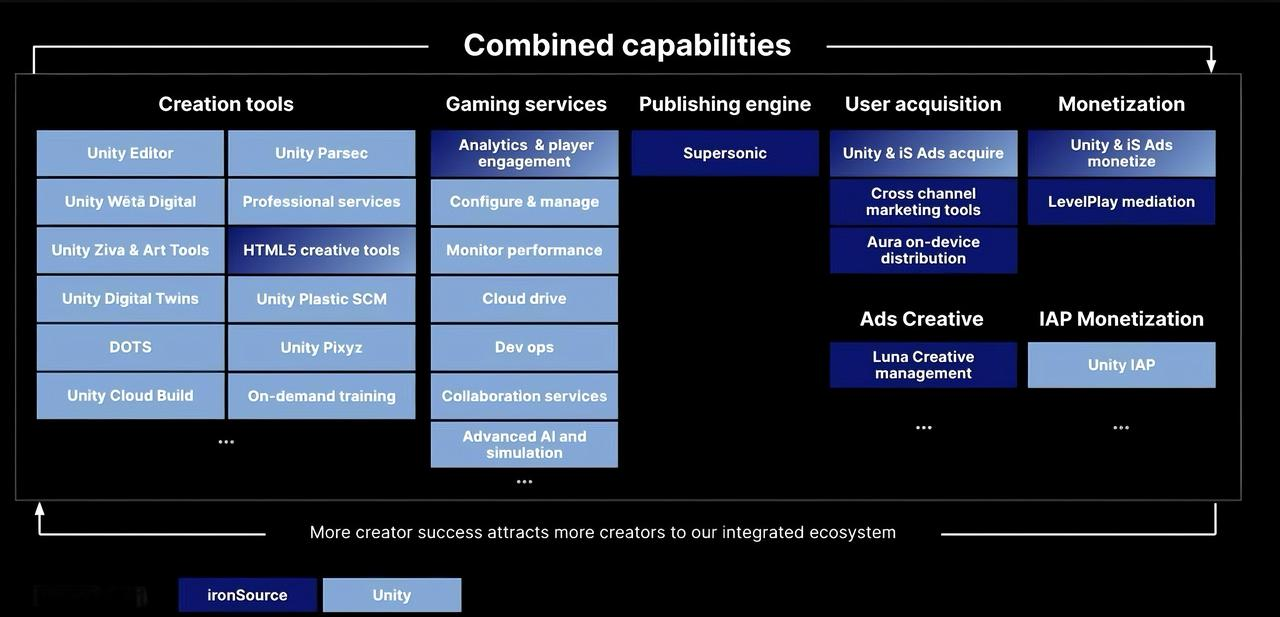 Combined capabilities
Creation tools
Unity Editor
Unity Parsec
Unity Wētā Digital
Professional services
Unity Ziva & Art Tools
HTML5 creative tools
Unity Digital Twins
Unity Plastic SCM
DOTS
Unity Pixyz
Unity Cloud Build
On-demand training
...
Gaming services
Analytics & player
engagement
Configure & manage
Monitor performance
Cloud drive
Dev ops
Collaboration services
Advanced AI and
simulation
...
Publishing engine
Supersonic
User acquisition
Unity & iS Ads acquire
Cross channel
marketing tools
Aura on-device
distribution
Ads Creative
Luna Creative
management
...
Monetization
Unity & iS Ads
monetize
LevelPlay mediation
IAP Monetization
Unity IAP
...
More creator success attracts more creators to our integrated ecosystem
ironSource
Unity